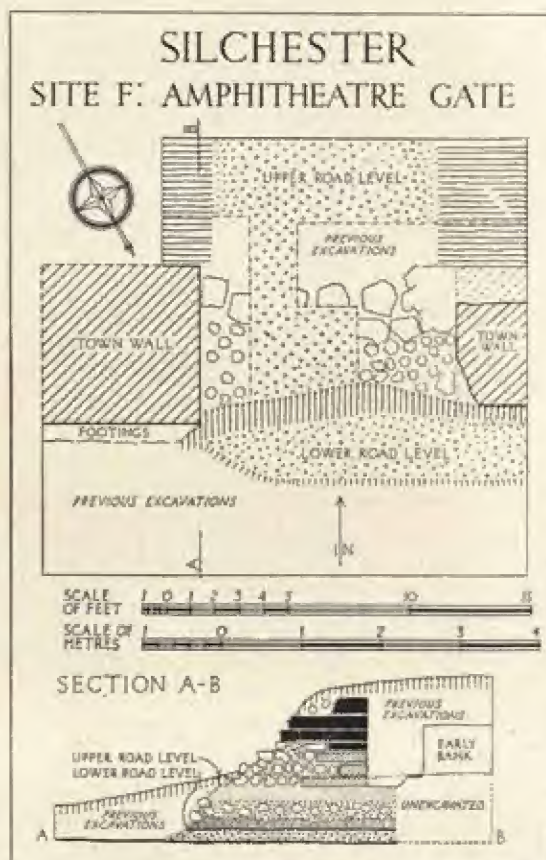 SILCHESTER
SITE F: AMPHITHEATRE GATE
B
UPPER ROAD LEVEL
PREVIOUS
EXCAVATIONS
TOWN WALL
TOWN
WALL
FOOTINGS
LOWER ROAD LEVEL
PREVIOUS EXCAVATIONS
A
IN
SCALE
OF FEET
1 0 1 2 3 4 5 10 15
SCALE OF
METRES
1 0 1 2 3 4
SECTION A-B
PREVIOUS
EXCAVATIONS
EARLY
BANK
UPPER ROAD LEVEL
LOWER ROAD LEVEL
PREVIOUS
EXCAVATIONS
UNEXCAVATED
A
B